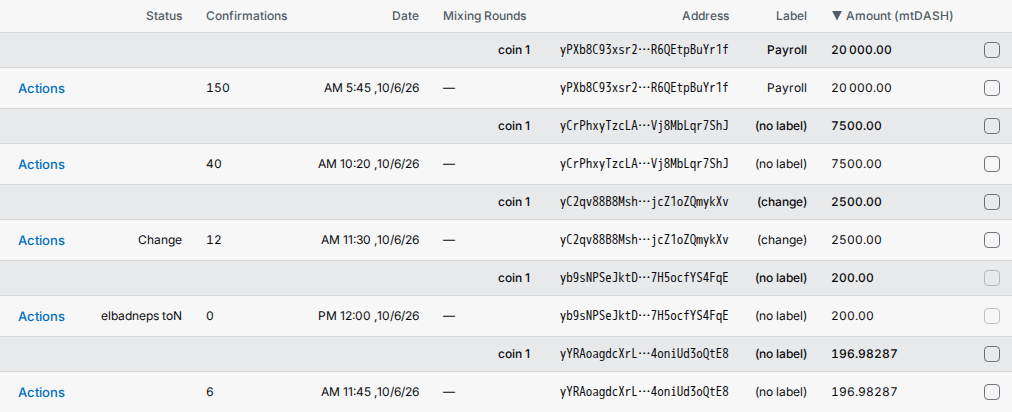 Status Confirmations Date Mixing Rounds Address Label ▼ Amount (mtDASH)
coin 1 yPXb8C93xsr2⋯R6QEtpBuYr1f Payroll 20 000.00
Actions 150 AM 5:45 ,10/6/26 — yPXb8C93xsr2⋯R6QEtpBuYr1f Payroll 20 000.00
coin 1 yCrPhxyTzcLA⋯Vj8MbLqr7ShJ (no label) 7500.00
Actions 40 AM 10:20 ,10/6/26 — yCrPhxyTzcLA⋯Vj8MbLqr7ShJ (no label) 7500.00
coin 1 yC2qv88B8Msh⋯jcZ1oZQmykXv (change) 2500.00
Actions Change 12 AM 11:30 ,10/6/26 — yC2qv88B8Msh⋯jcZ1oZQmykXv (change) 2500.00
coin 1 yb9sNPSeJktD⋯7H5ocfYS4FqE (no label) 200.00
Actions elbadneps toN 0 PM 12:00 ,10/6/26 — yb9sNPSeJktD⋯7H5ocfYS4FqE (no label) 200.00
coin 1 yYRAoagdcXrL⋯4oniUd3oQtE8 (no label) 196.98287
Actions 6 AM 11:45 ,10/6/26 — yYRAoagdcXrL⋯4oniUd3oQtE8 (no label) 196.98287